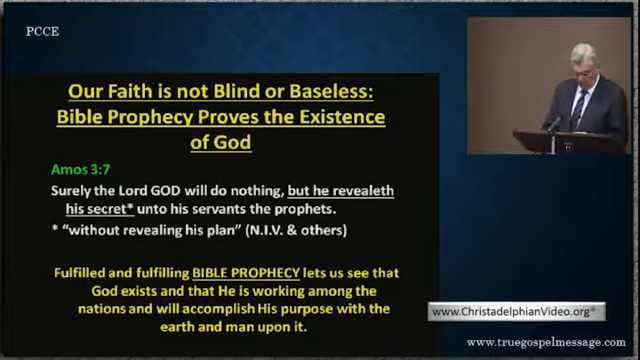 PCCE
Our Faith is not Blind or Baseless:
Bible Prophecy Proves the Existence
of God
Amos 3:7
Surely the Lord GOD will do nothing, but he revealeth
his secret* unto his servants the prophets.
* “without revealing his plan” (N.I.V. & others)
Fulfilled and fulfilling BIBLE PROPHECY lets us see that
God exists and that He is working among the
nations and will accomplish His purpose with the
earth and man upon it.
www.ChristadelphianVideo.org®
www.truegospelmessage.com